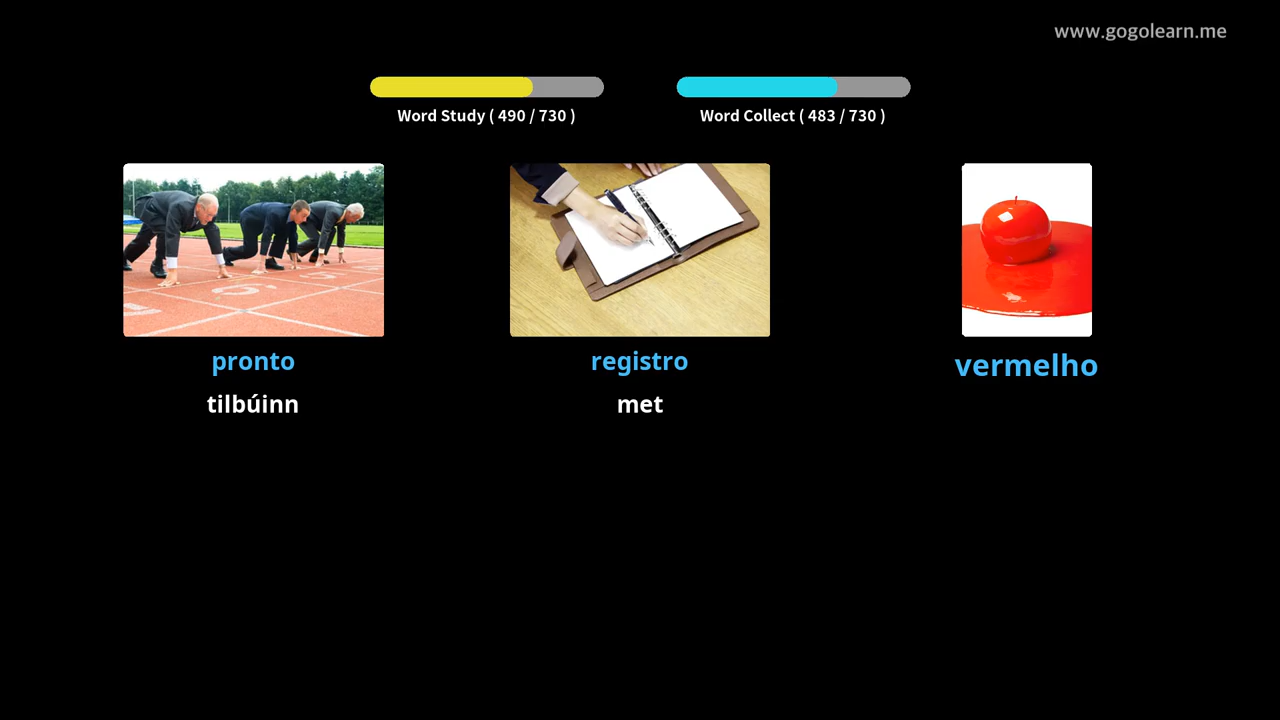 www.gogolearn.me
Word Study ( 490 / 730 )
Word Collect ( 483 / 730 )
pronto
registro
vermelho
tilbúinn
met